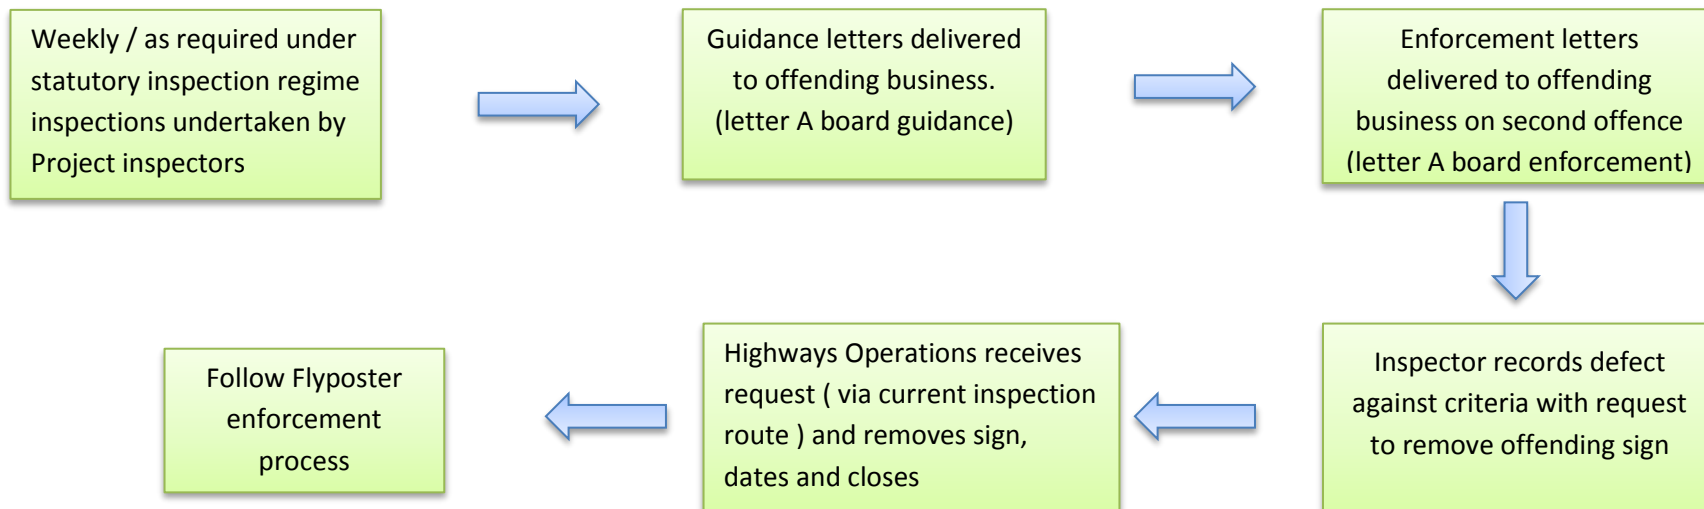 Weekly / as required under
statutory inspection regime
inspections undertaken by
Project inspectors
Guidance letters delivered
to offending business.
(letter A board guidance)
Enforcement letters
delivered to offending
business on second offence
(letter A board enforcement)
Inspector records defect
against criteria with request
to remove offending sign
Highways Operations receives
request ( via current inspection
route ) and removes sign,
dates and closes
Follow Flyposter
enforcement
process